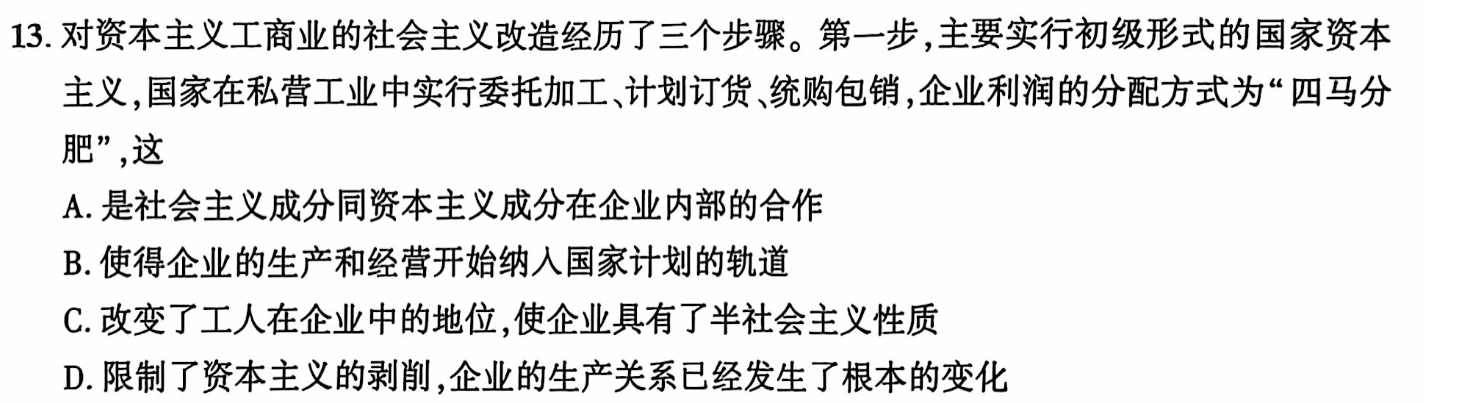 13. 对资本主义工商业的社会主义改造经历了三个步骤。第一步,主要实行初级形式的国家资本
主义,国家在私营工业中实行委托加工、计划订货、统购包销,企业利润的分配方式为“四马分
肥”,这
A. 是社会主义成分同资本主义成分在企业内部的合作
B. 使得企业的生产和经营开始纳入国家计划的轨道
C. 改变了工人在企业中的地位,使企业具有了半社会主义性质
D. 限制了资本主义的剥削,企业的生产关系已经发生了根本的变化